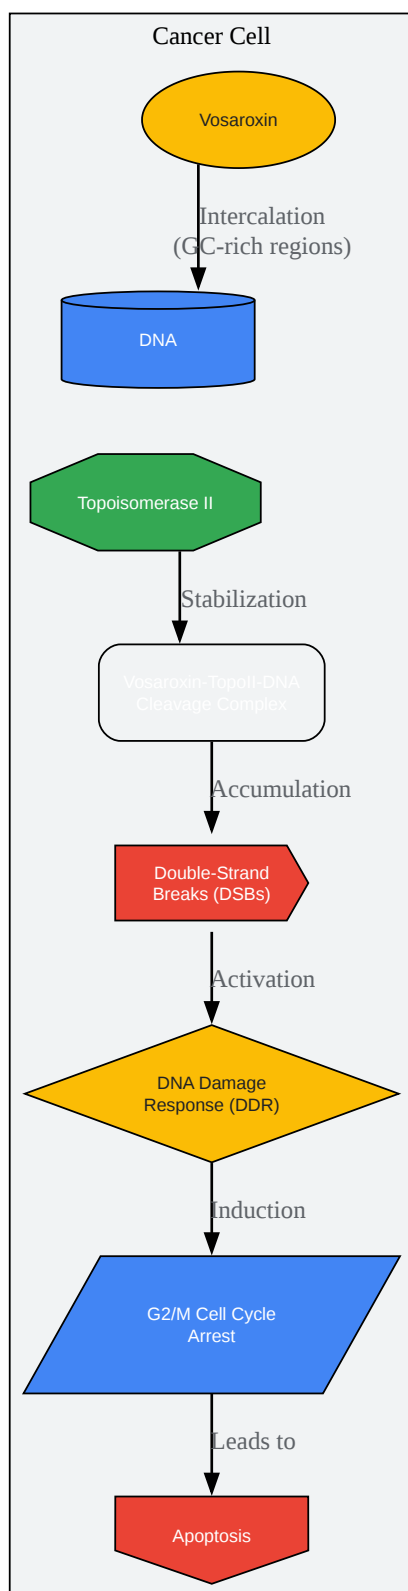 Cancer Cell
Vosaroxin
Intercalation
(GC-rich regions)
DNA
Topoisomerase II
Stabilization
Vosaroxin-TopoII-DNA
Cleavage Complex
Accumulation
Double-Strand
Breaks (DSBs)
Activation
DNA Damage
Response (DDR)
Induction
G2/M Cell Cycle
Arrest
Leads to
Apoptosis